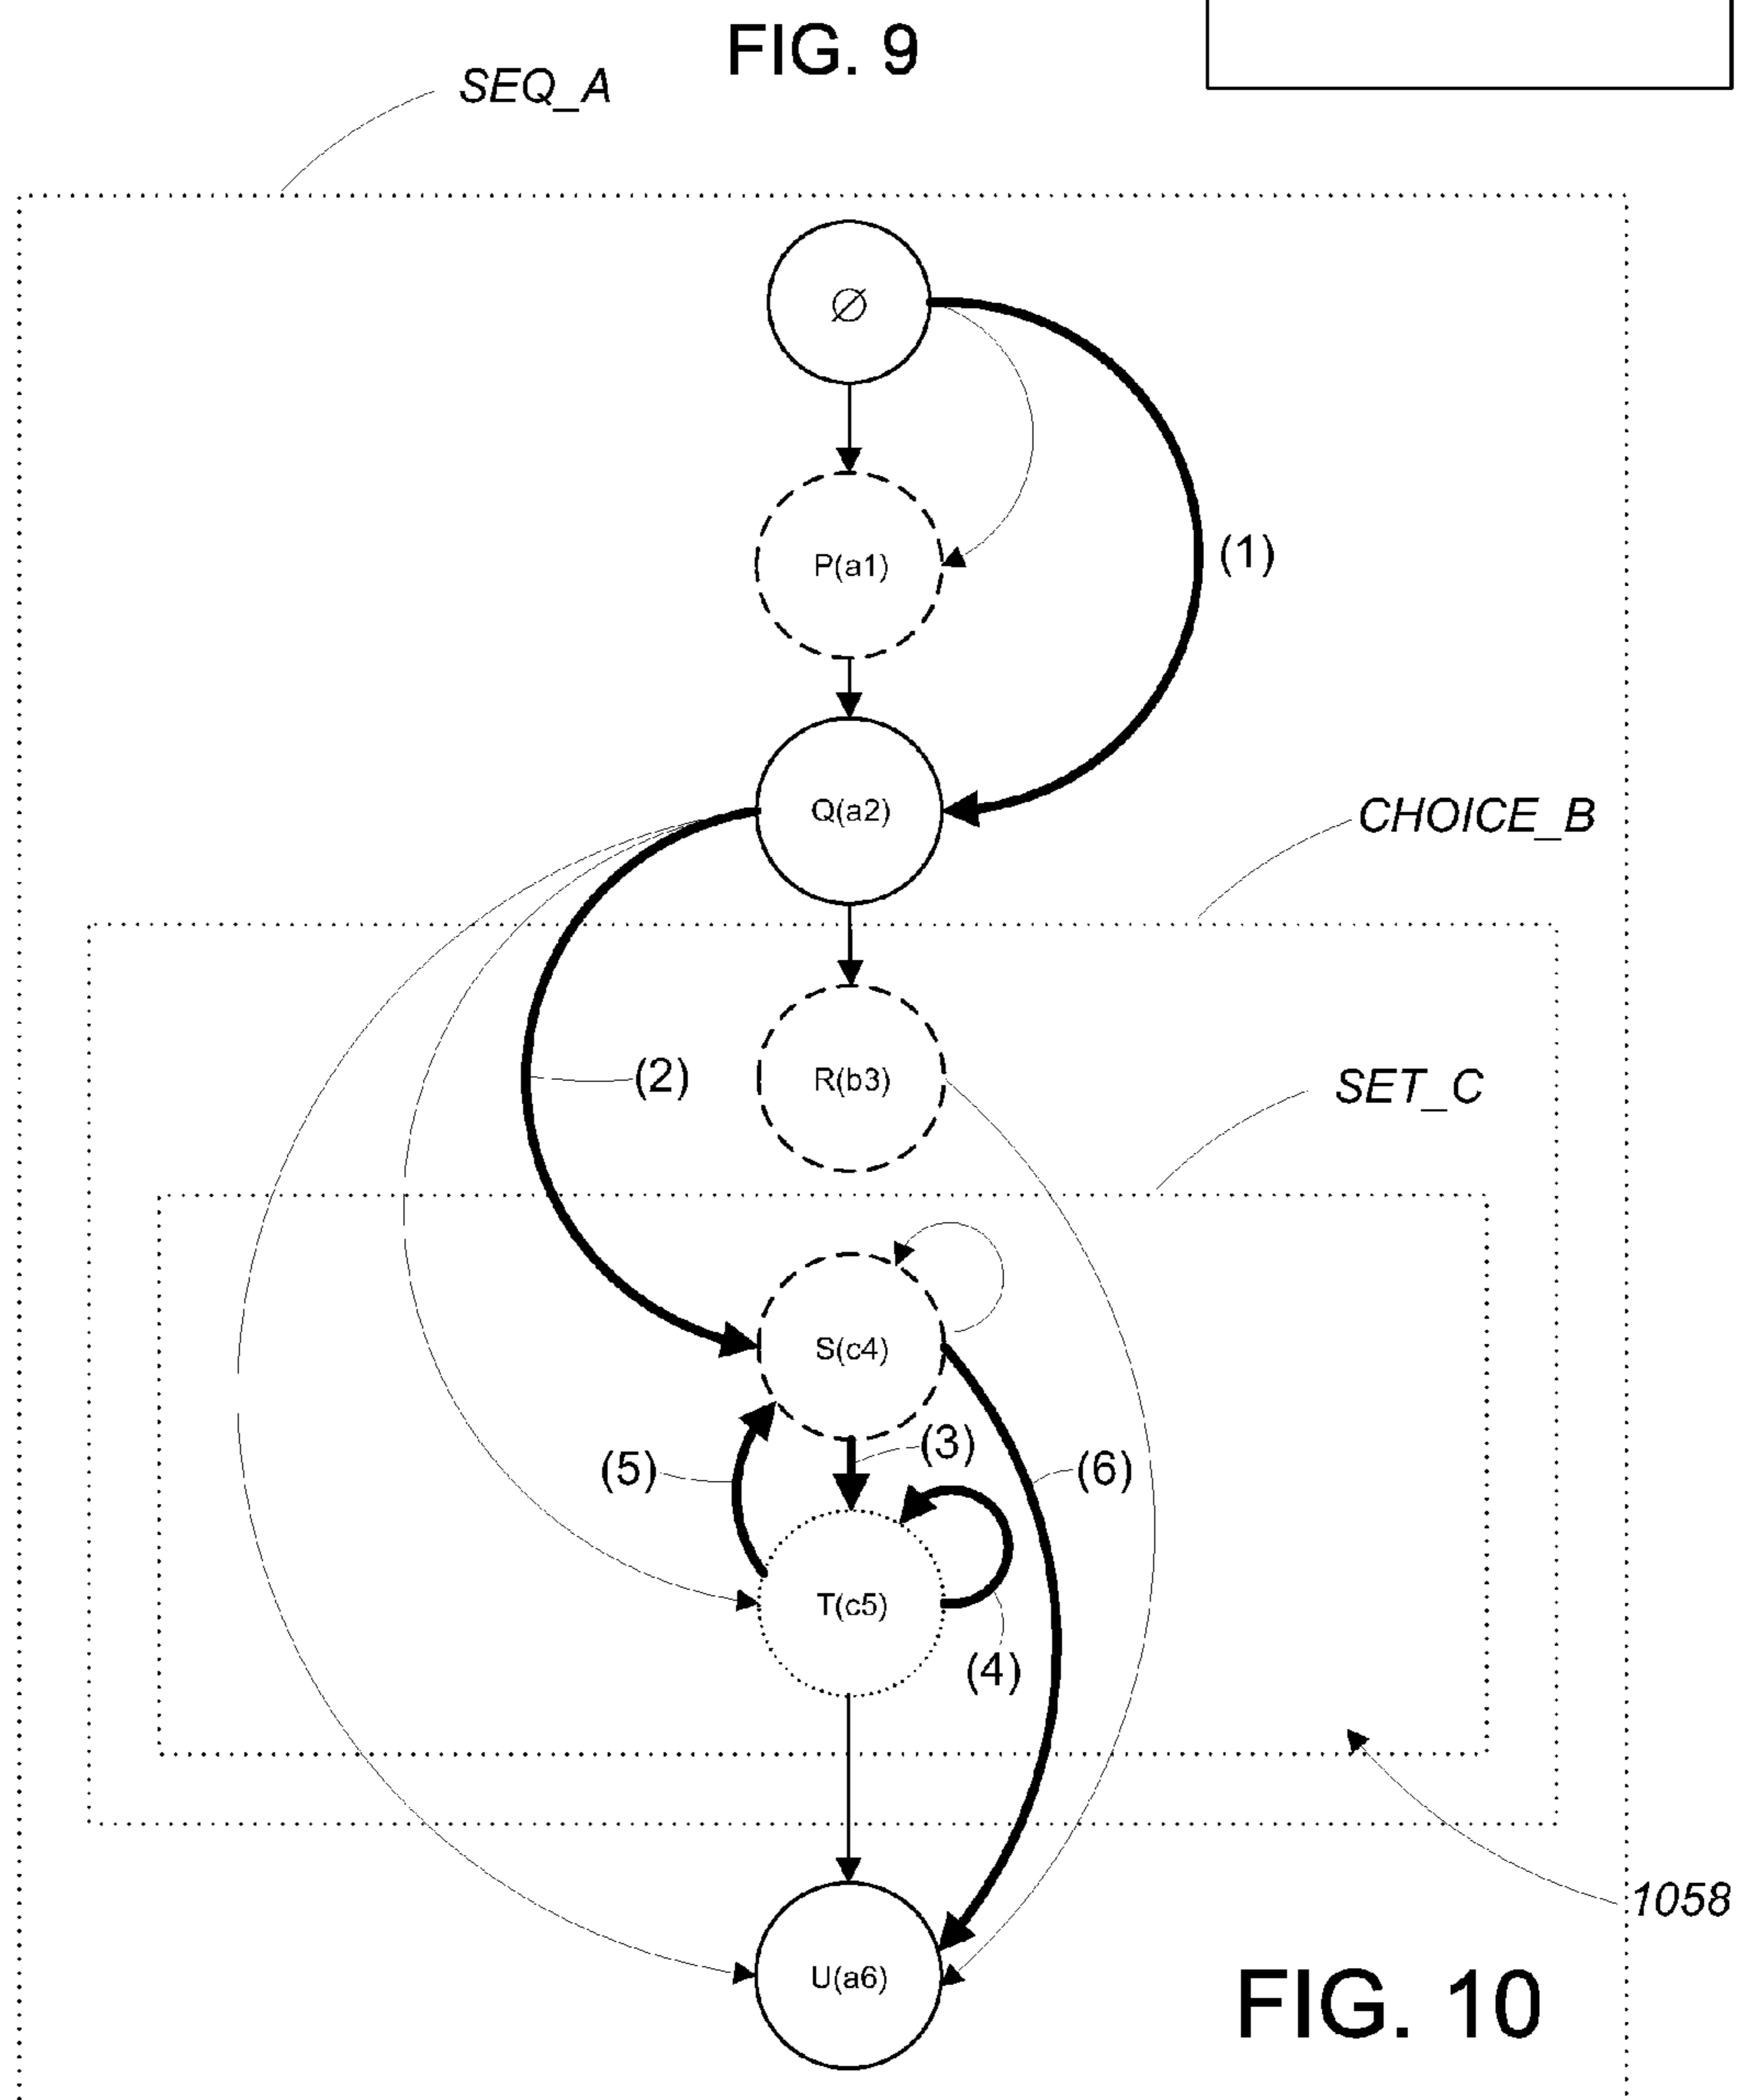 FIG. 9
SEQ_A
∅
P(a1)
(1)
Q(a2)
CHOICE_B
(2)
R(b3)
SET_C
S(c4)
(3)
(5)
(6)
T(c5)
(4)
1058
U(a6)
FIG. 10